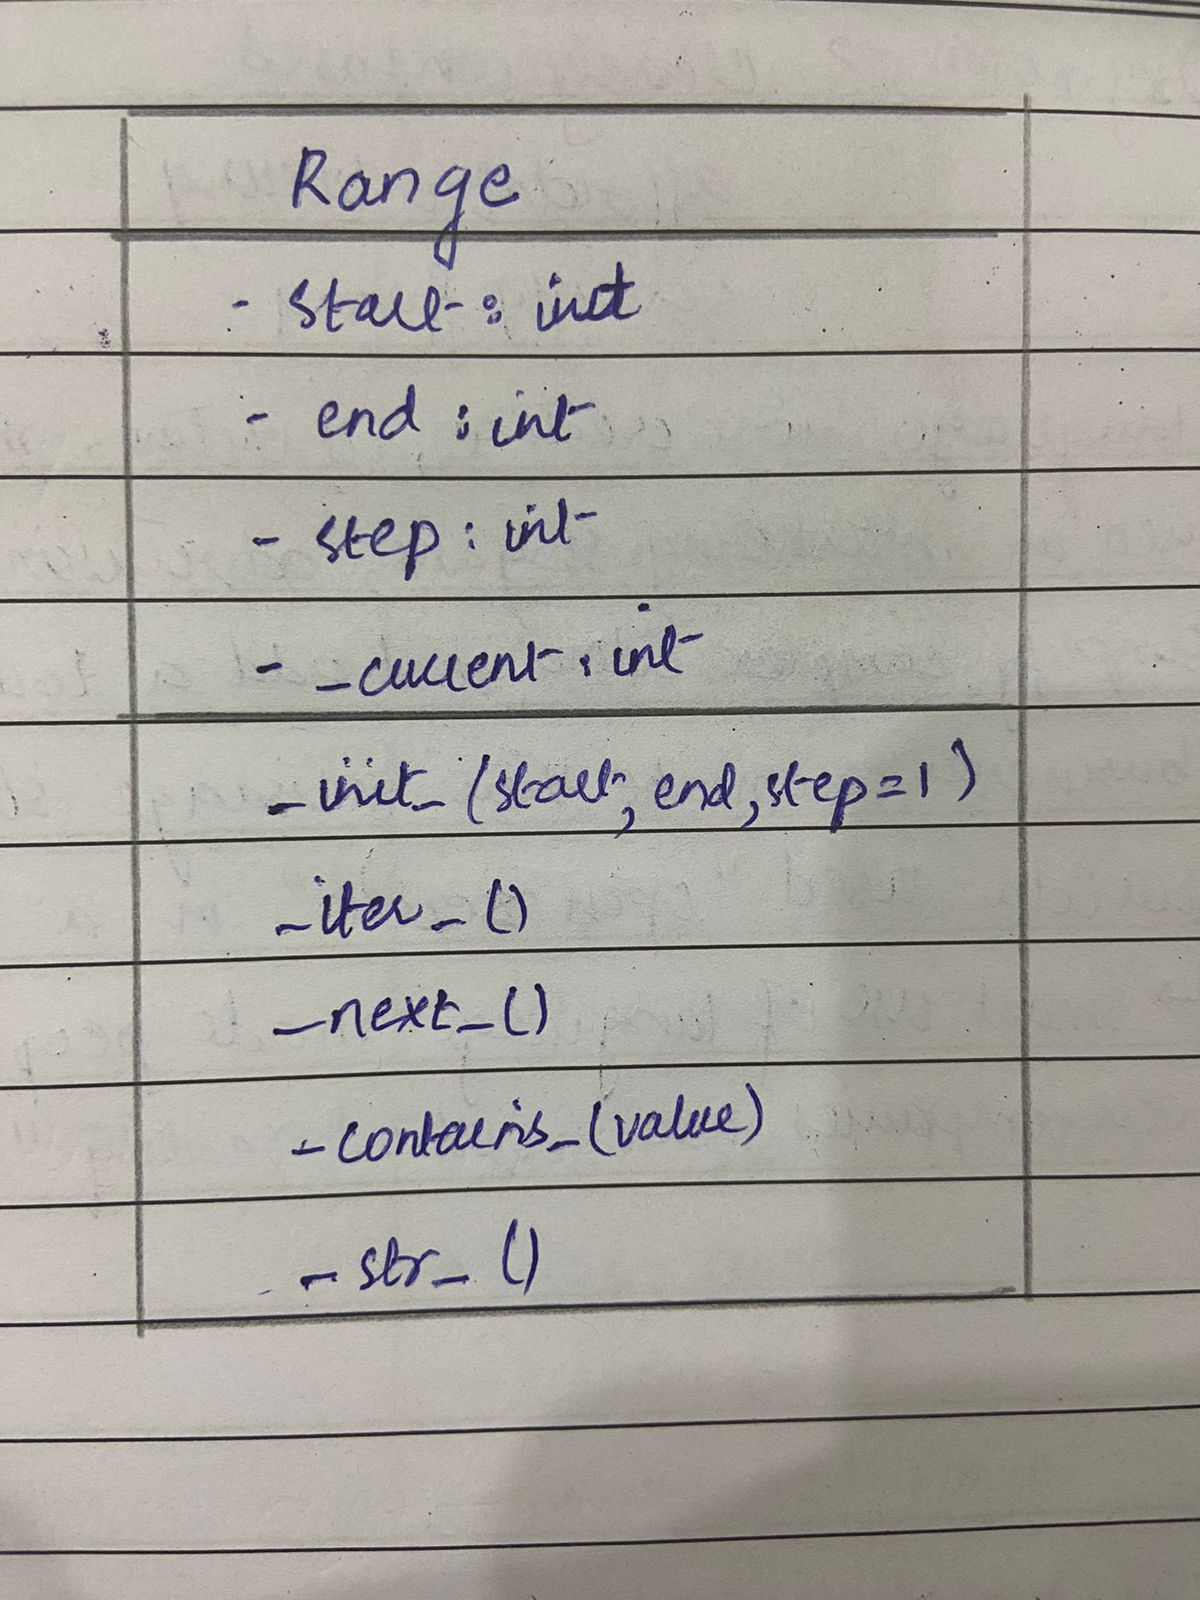 Range
- start : int
- end : int
- step : int
- _current : int
_init_ (start, end, step=1)
_iter_ ()
_next_ ()
_contains_ (value)
_str_ ()